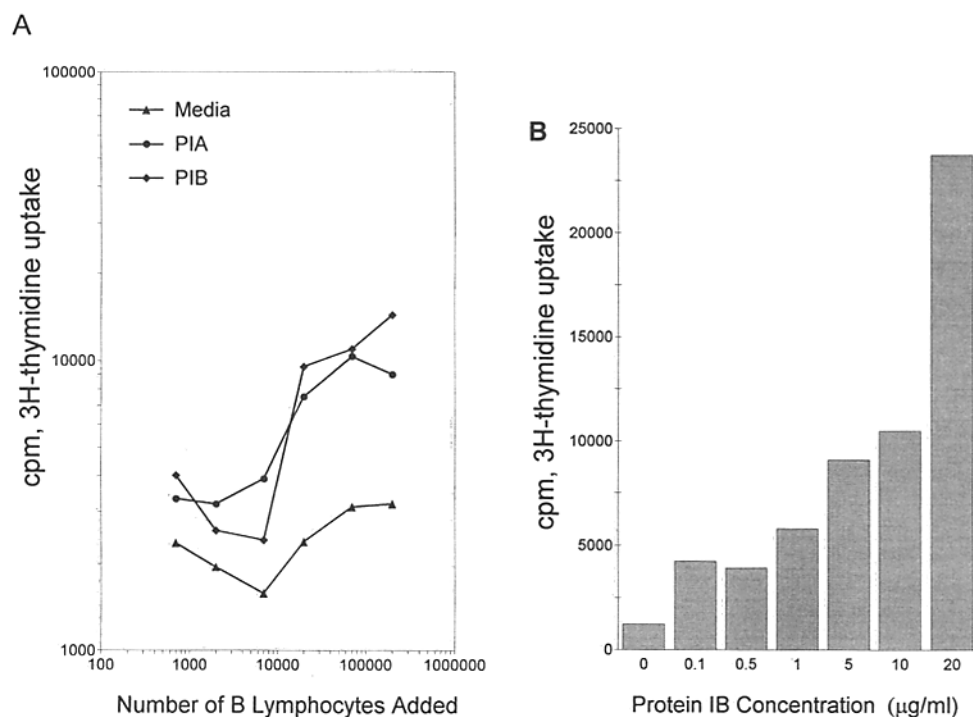 A
100000
10000
1000
Media
PIA
PIB
cpm, 3H-thymidine uptake
100 1000 10000 100000 1000000 10000000
Number of B Lymphocytes Added
B
25000
20000
15000
10000
5000
0
cpm, 3H-thymidine uptake
0 0.1 0.5 1 5 10 20
Protein IB Concentration (μg/ml)